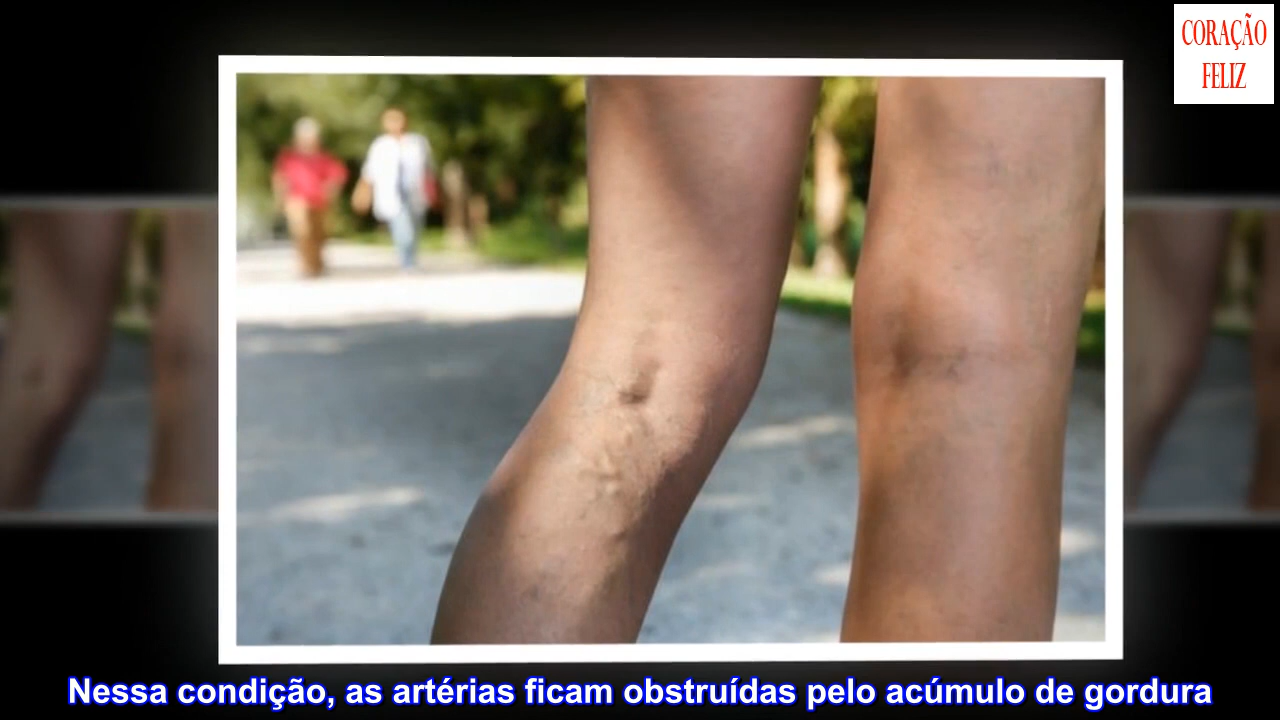 CORAÇÃO
FELIZ
Nessa condição, as artérias ficam obstruídas pelo acúmulo de gordura